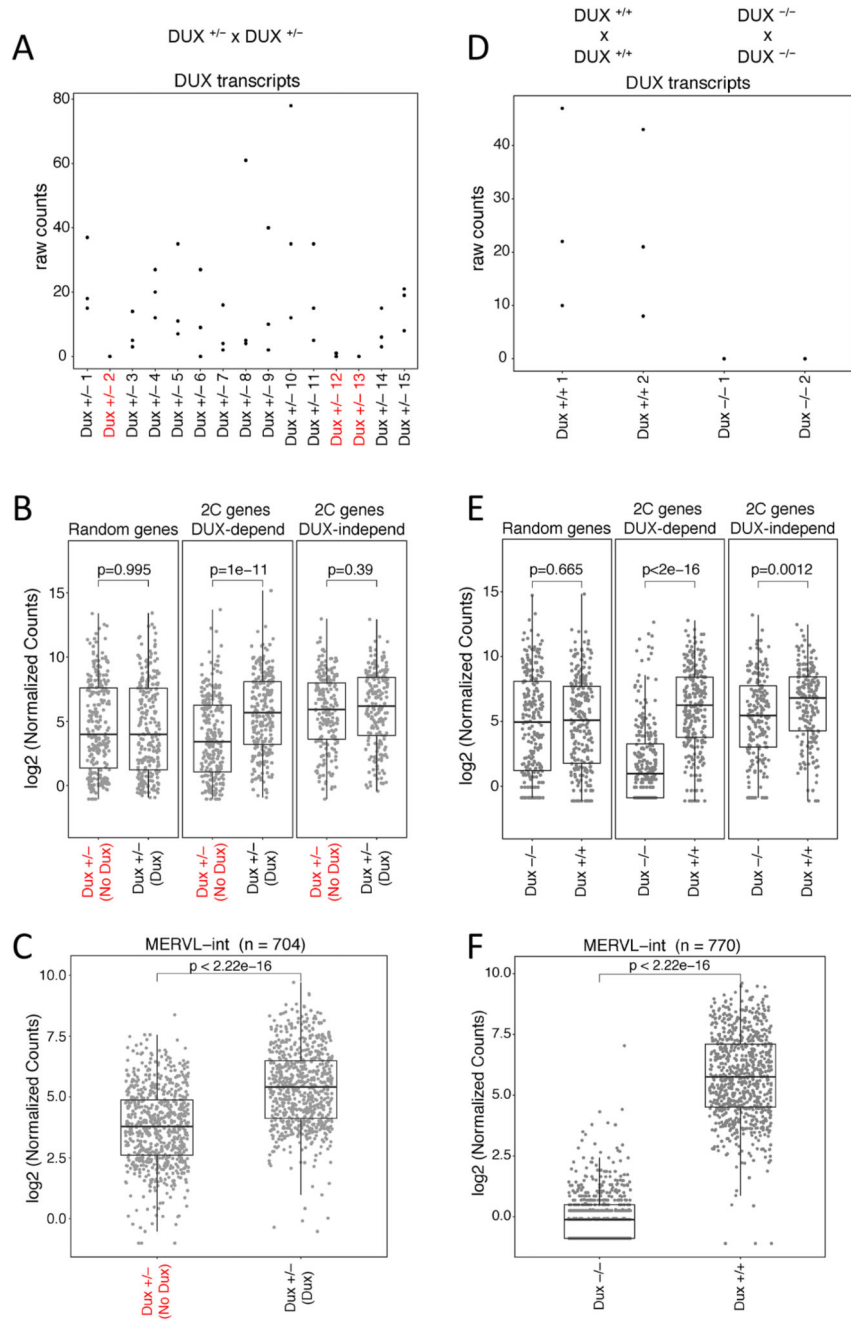 A
DUX +/– x DUX +/–
DUX transcripts
raw counts
80
60
40
20
0
Dux +/– 1
Dux +/– 2
Dux +/– 3
Dux +/– 4
Dux +/– 5
Dux +/– 6
Dux +/– 7
Dux +/– 8
Dux +/– 9
Dux +/– 10
Dux +/– 11
Dux +/– 12
Dux +/– 13
Dux +/– 14
Dux +/– 15
D
DUX +/+
x
DUX +/+
DUX –/–
x
DUX –/–
DUX transcripts
raw counts
40
30
20
10
0
Dux +/+ 1
Dux +/+ 2
Dux –/– 1
Dux –/– 2
B
Random genes
2C genes
DUX-depend
2C genes
DUX-independ
p=0.995
p=1e-11
p=0.39
log2 (Normalized Counts)
15
10
5
0
Dux +/–
(No Dux)
Dux +/–
(Dux)
Dux +/–
(No Dux)
Dux +/–
(Dux)
Dux +/–
(No Dux)
Dux +/–
(Dux)
E
Random genes
2C genes
DUX-depend
2C genes
DUX-independ
p=0.665
p<2e-16
p=0.0012
log2 (Normalized Counts)
15
10
5
0
Dux –/–
Dux +/+
Dux –/–
Dux +/+
Dux –/–
Dux +/+
C
MERVL–int (n = 704)
p < 2.22e-16
log2 (Normalized Counts)
10.0
7.5
5.0
2.5
0.0
Dux +/–
(No Dux)
Dux +/–
(Dux)
F
MERVL–int (n = 770)
p < 2.22e-16
log2 (Normalized Counts)
10.0
7.5
5.0
2.5
0.0
Dux –/–
Dux +/+